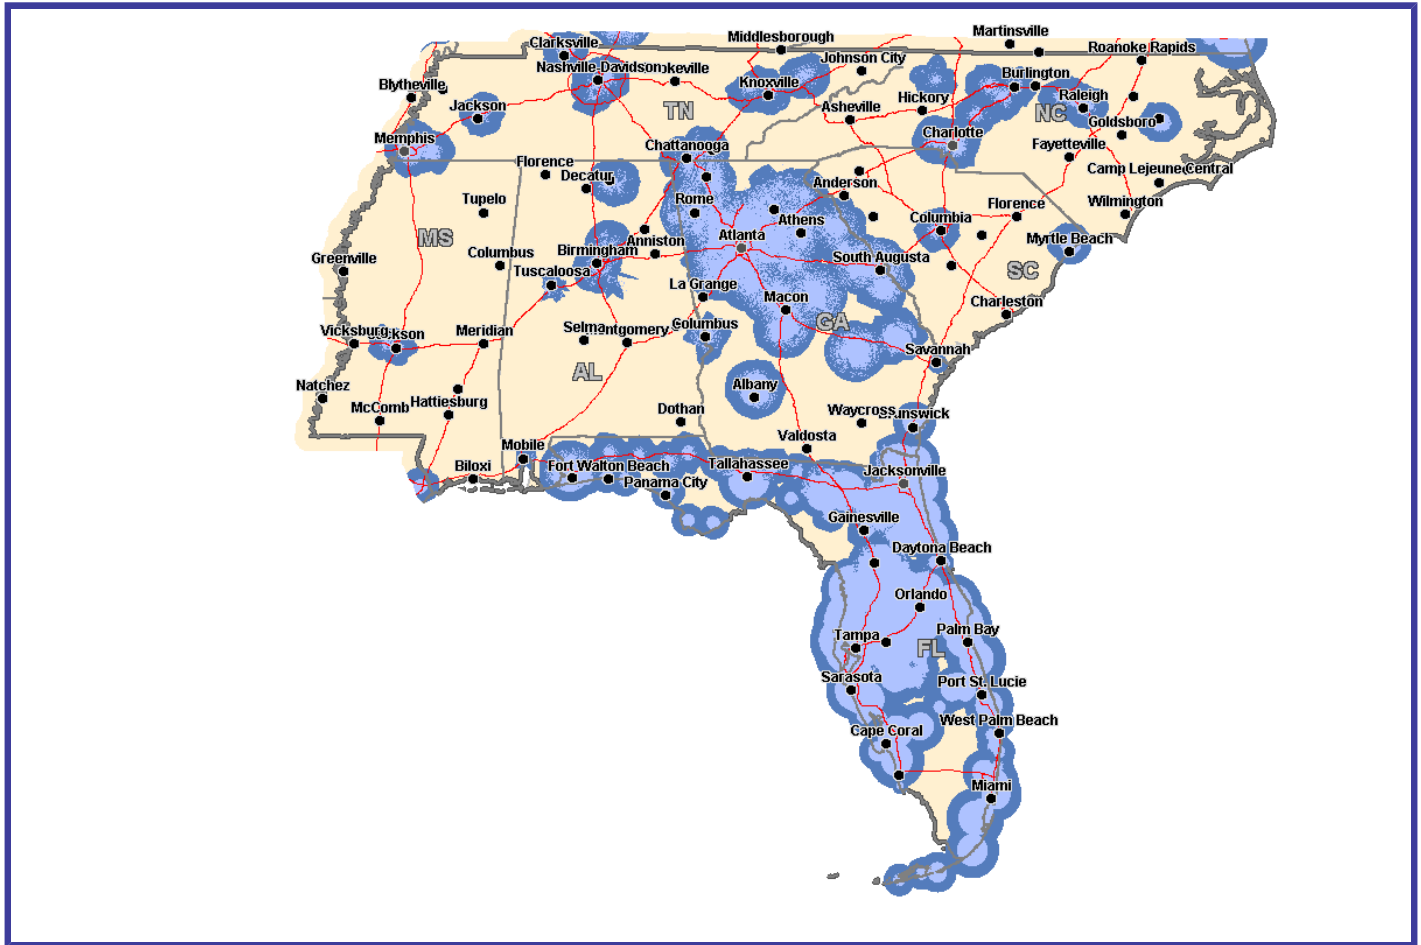 Martinsville
Middlesborough
Clarksville
Roanoke Rapids
Johnson City
Nashville-Davidson
okeville
Knoxville
Burlington
Blytheville
Jackson
Hickory
Raleigh
TN
Asheville
NC
Goldsboro
Memphis
Charlotte
Chattanooga
Fayetteville
Florence
Decatur
Camp Lejeune Central
Anderson
Tupelo
Rome
Athens
Florence
Wilmington
Columbia
MS
Atlanta
Anniston
Myrtle Beach
Birmingham
Columbus
Greenville
South Augusta
Tuscaloosa
SC
La Grange
Macon
Charleston
GA
Columbus
Vicksburg
kson
Meridian
Selma
ntgomery
Savannah
AL
Natchez
Albany
McComb
Hattiesburg
Dothan
Waycross
unswick
Valdosta
Mobile
Biloxi
Fort Walton Beach
Tallahassee
Jacksonville
Panama City
Gainesville
Daytona Beach
Orlando
Tampa
Palm Bay
FL
Sarasota
Port St. Lucie
West Palm Beach
Cape Coral
Miami